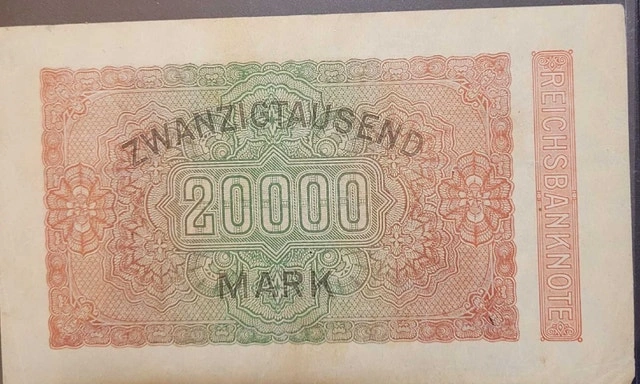 ZWANZIGTAUSEND
20000
MARK
REICHSBANKNOTE